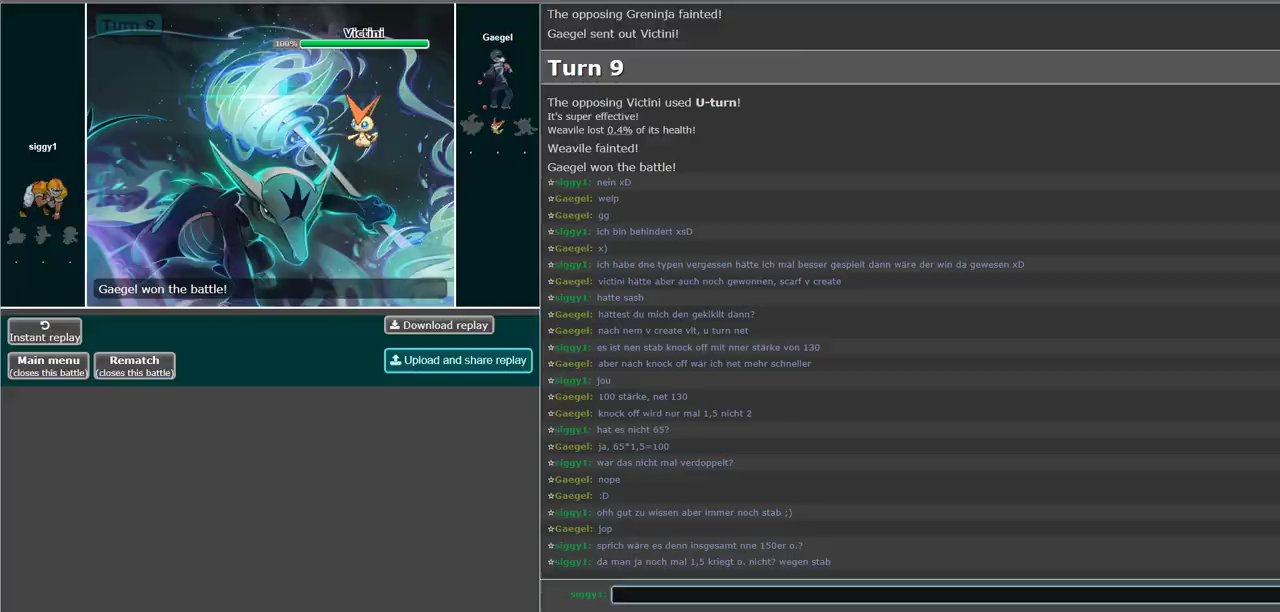 Turn 9
Victini
100%
siggy1
Gaegel
Gaegel won the battle!
Instant replay
Download replay
Main menu
(closes this battle)
Rematch
(closes this battle)
Upload and share replay
The opposing Greninja fainted!
Gaegel sent out Victini!
Turn 9
The opposing Victini used U-turn!
It's super effective!
Weavile lost 0.4% of its health!
Weavile fainted!
Gaegel won the battle!
☆siggy1: nein xD
☆Gaegel: welp
☆Gaegel: gg
☆siggy1: ich bin behindert xsD
☆Gaegel: x)
☆siggy1: ich habe dne typen vergessen hätte ich mal besser gespielt dann wäre der win da gewesen xD
☆Gaegel: victini hätte aber auch noch gewonnen, scarf v create
☆siggy1: hatte sash
☆Gaegel: hättest du mich den gekiklit dann?
☆Gaegel: nach nem v create vlt, u turn net
☆siggy1: es ist nen stab knock off mit nner stärke von 130
☆Gaegel: aber nach knock off wär ich net mehr schneller
☆siggy1: jou
☆Gaegel: 100 stärke, net 130
☆Gaegel: knock off wird nur mal 1,5 nicht 2
☆siggy1: hat es nicht 65?
☆Gaegel: ja, 65*1,5=100
☆siggy1: war das nicht mal verdoppelt?
☆Gaegel: nope
☆Gaegel: :D
☆siggy1: ohh gut zu wissen aber immer noch stab ;)
☆Gaegel: jop
☆siggy1: sprich wäre es denn insgesamt nne 150er o.?
☆siggy1: da man ja noch mal 1,5 kriegt o. nicht? wegen stab
siggy1: